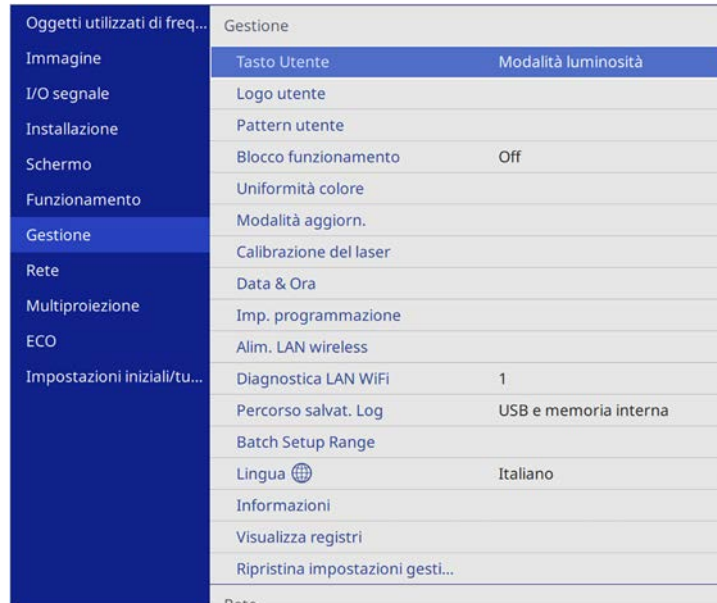 Oggetti utilizzati di freq...
Immagine
I/O segnale
Installazione
Schermo
Funzionamento
Gestione
Rete
Multiproiezione
ECO
Impostazioni iniziali/tu...
Gestione
Tasto Utente Modalità luminosità
Logo utente
Pattern utente
Blocco funzionamento Off
Uniformità colore
Modalità aggiorn.
Calibrazione del laser
Data & Ora
Imp. programmazione
Alim. LAN wireless
Diagnostica LAN WiFi 1
Percorso salvat. Log USB e memoria interna
Batch Setup Range
Lingua Italiano
Informazioni
Visualizza registri
Ripristina impostazioni gesti...